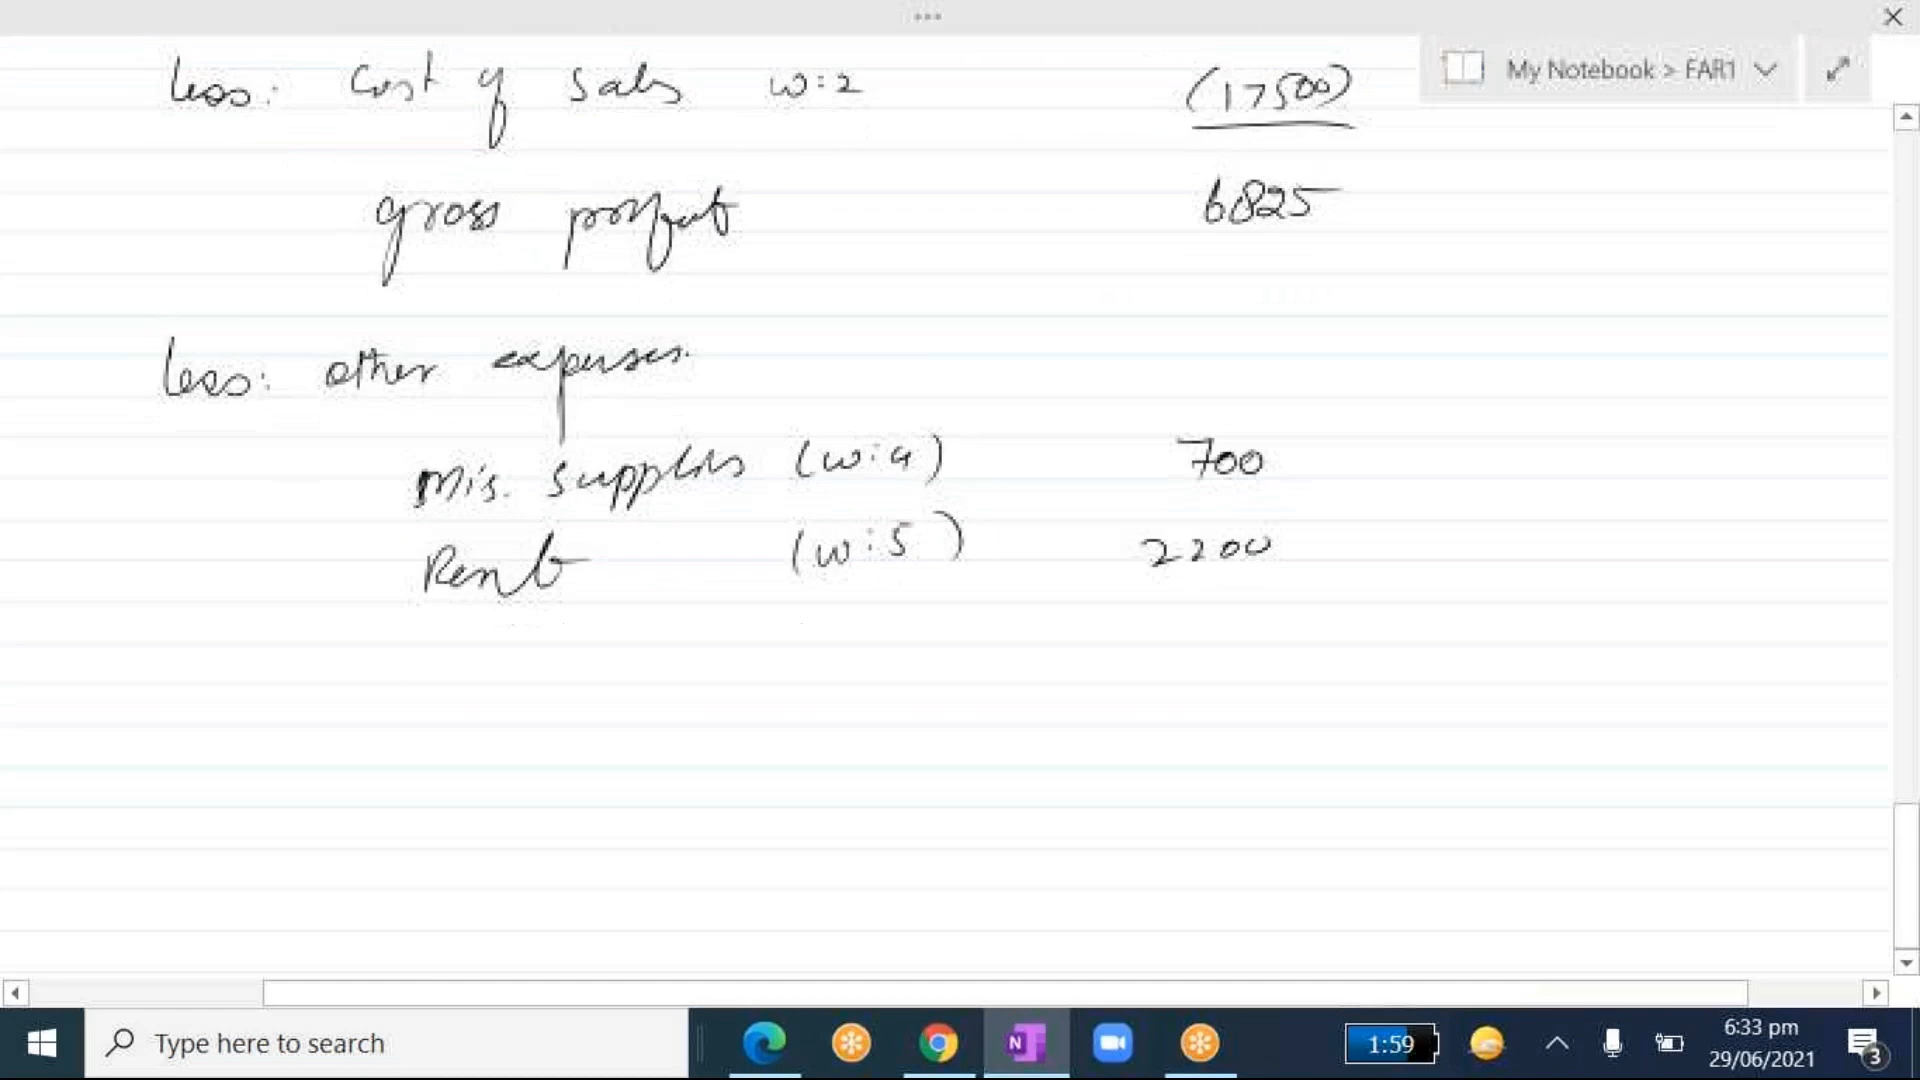 My Notebook > FAR1
less: Cost of Sales w:2 (17500)
gross profit 6825
less: other expenses.
Mis. supplies (w:4) 700
Rent (w:5) 2200
Type here to search
N
1:59
6:33 pm
29/06/2021
3